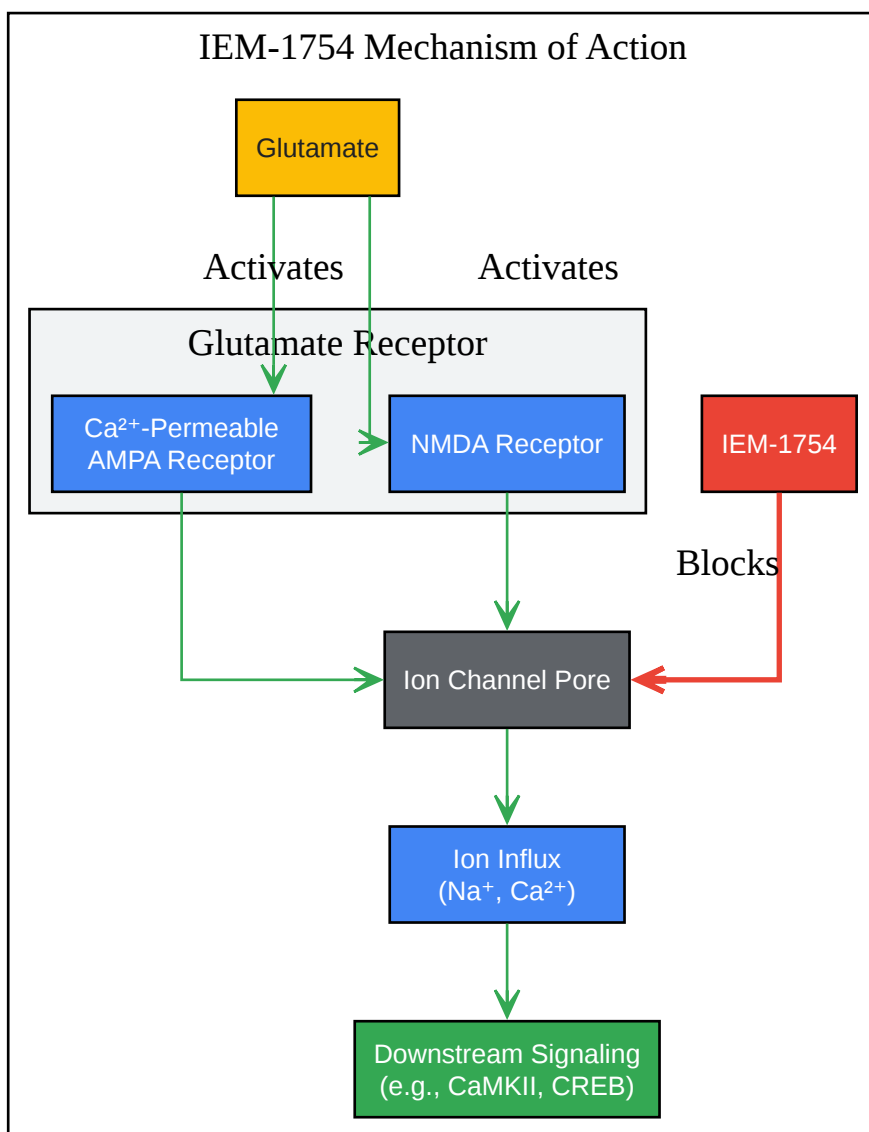 IEM-1754 Mechanism of Action
Glutamate
Activates
Activates
Glutamate Receptor
Ca²⁺-Permeable
AMPA Receptor
NMDA Receptor
IEM-1754
Blocks
Ion Channel Pore
Ion Influx
(Na⁺, Ca²⁺)
Downstream Signaling
(e.g., CaMKII, CREB)